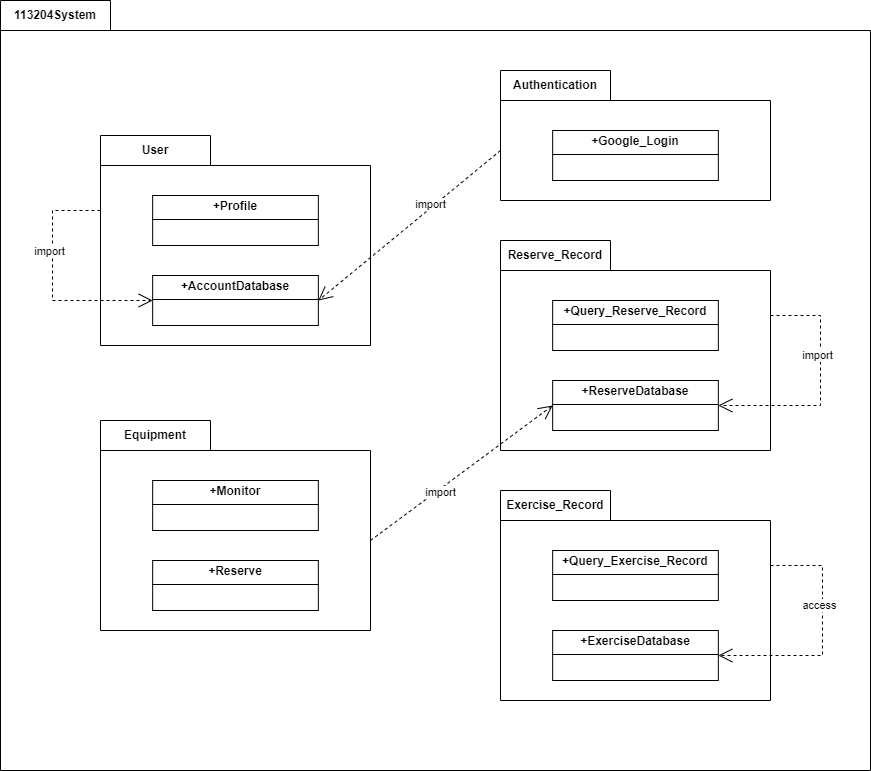 113204System
User
+Profile
+AccountDatabase
import
Authentication
+Google_Login
import
Reserve_Record
+Query_Reserve_Record
+ReserveDatabase
import
Equipment
+Monitor
+Reserve
import
Exercise_Record
+Query_Exercise_Record
+ExerciseDatabase
access